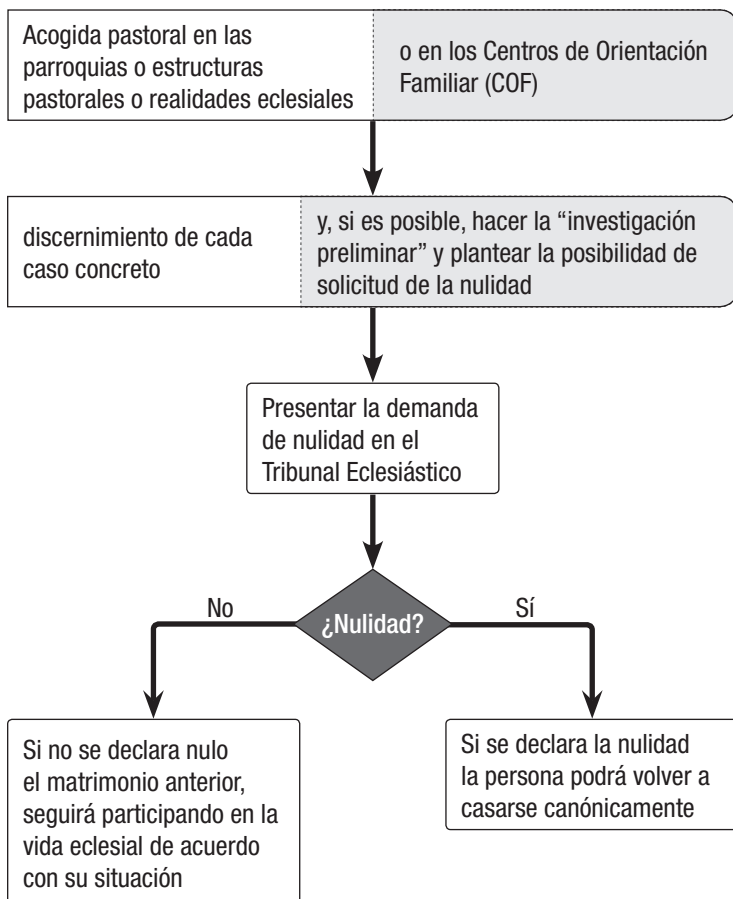 Acogida pastoral en las
parroquias o estructuras
pastorales o realidades eclesiales
o en los Centros de Orientación
Familiar (COF)
discernimiento de cada
caso concreto
y, si es posible, hacer la “investigación
preliminar” y plantear la posibilidad de
solicitud de la nulidad
Presentar la demanda
de nulidad en el
Tribunal Eclesiástico
¿Nulidad?
No
Sí
Si no se declara nulo
el matrimonio anterior,
seguirá participando en la
vida eclesial de acuerdo
con su situación
Si se declara la nulidad
la persona podrá volver a
casarse canónicamente